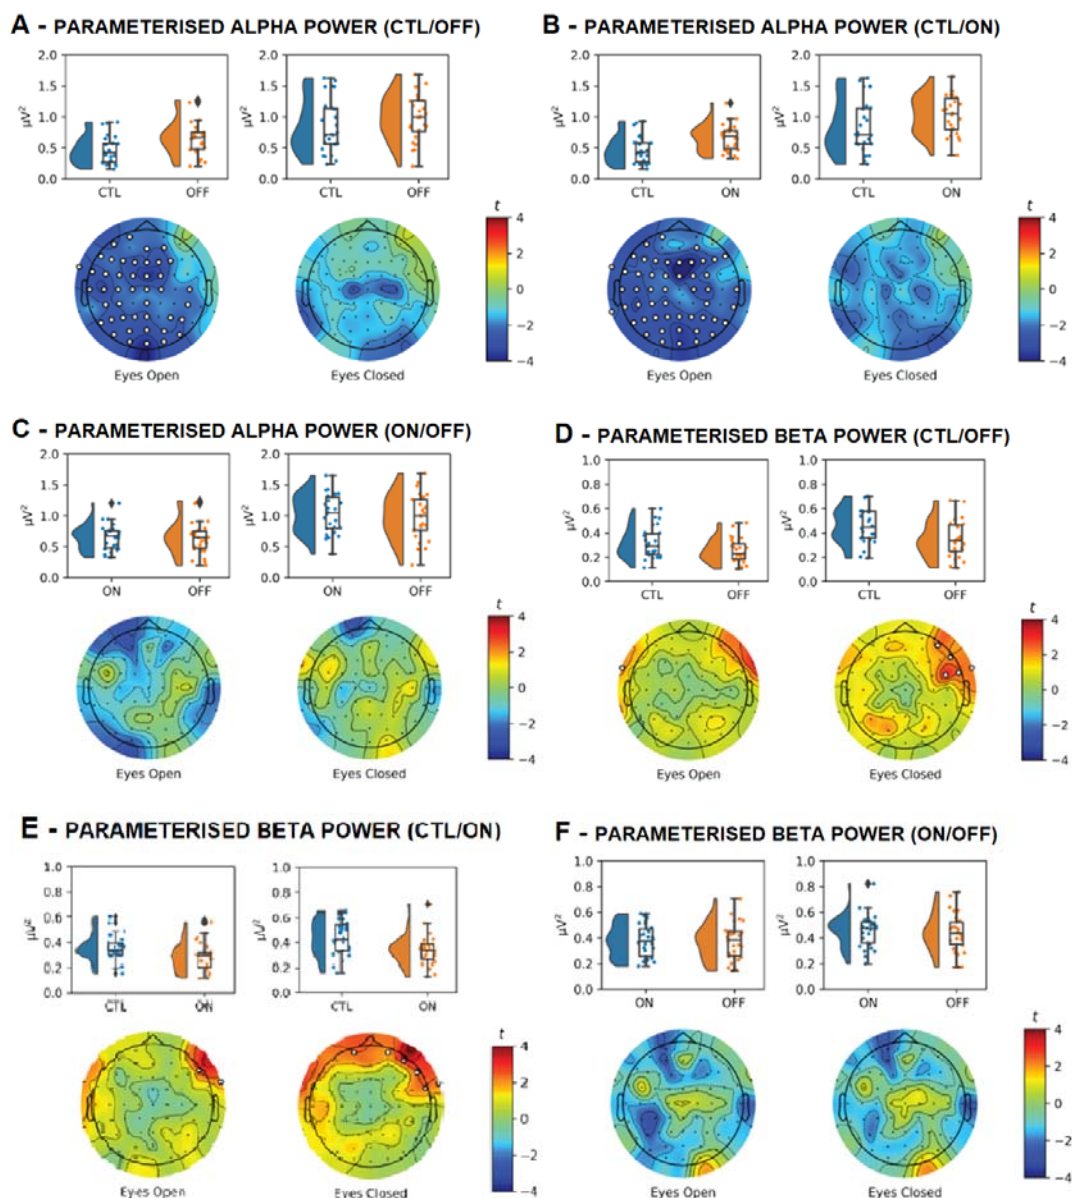 A - PARAMETERISED ALPHA POWER (CTL/OFF)
2.0
1.5
1.0
0.5
0.0
µV²
CTL
OFF
2.0
1.5
1.0
0.5
0.0
µV²
CTL
OFF
t
4
2
0
−2
−4
Eyes Open
Eyes Closed
B - PARAMETERISED ALPHA POWER (CTL/ON)
2.0
1.5
1.0
0.5
0.0
µV²
CTL
ON
2.0
1.5
1.0
0.5
0.0
µV²
CTL
ON
t
4
2
0
−2
−4
Eyes Open
Eyes Closed
C - PARAMETERISED ALPHA POWER (ON/OFF)
2.0
1.5
1.0
0.5
0.0
µV²
ON
OFF
2.0
1.5
1.0
0.5
0.0
µV²
ON
OFF
t
4
2
0
−2
−4
Eyes Open
Eyes Closed
D - PARAMETERISED BETA POWER (CTL/OFF)
1.0
0.8
0.6
0.4
0.2
0.0
µV²
CTL
OFF
1.0
0.8
0.6
0.4
0.2
0.0
µV²
CTL
OFF
t
4
2
0
−2
−4
Eyes Open
Eyes Closed
E - PARAMETERISED BETA POWER (CTL/ON)
1.0
0.8
0.6
0.4
0.2
0.0
µV²
CTL
ON
1.0
0.8
0.6
0.4
0.2
0.0
µV²
CTL
ON
t
4
2
0
−2
−4
Eyes Open
Eyes Closed
F - PARAMETERISED BETA POWER (ON/OFF)
1.0
0.8
0.6
0.4
0.2
0.0
µV²
ON
OFF
1.0
0.8
0.6
0.4
0.2
0.0
µV²
ON
OFF
t
4
2
0
−2
−4
Eyes Open
Eyes Closed